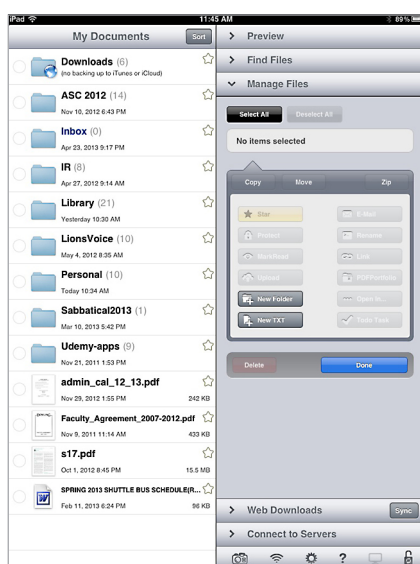 iPad 11:45 AM 89%
My Documents
Sort
Downloads (6)
(no backing up to iTunes or iCloud)
ASC 2012 (14)
Nov 10, 2012 6:43 PM
Inbox (0)
Apr 23, 2013 9:17 PM
IR (8)
Apr 27, 2012 9:14 AM
Library (21)
Yesterday 10:30 AM
LionsVoice (10)
May 4, 2012 8:35 AM
Personal (10)
Today 10:34 AM
Sabbatical2013 (1)
Mar 10, 2013 5:42 PM
Udemy-apps (9)
Nov 21, 2011 1:53 PM
admin_cal_12_13.pdf
Nov 29, 2012 1:55 PM 242 KB
Faculty_Agreement_2007-2012.pdf
Nov 9, 2011 11:14 AM 433 KB
s17.pdf
Oct 1, 2012 8:45 PM 15.5 MB
SPRING 2013 SHUTTLE BUS SCHEDULE(R...
Feb 11, 2013 6:24 PM 96 KB
Preview
Find Files
Manage Files
Select All Deselect All
No items selected
Copy Move Zip
Star E-Mail
Protect Rename
MarkRead Link
Upload PDFPortfolio
New Folder Open In...
New TXT Todo Task
Delete Done
Web Downloads Sync
Connect to Servers
?